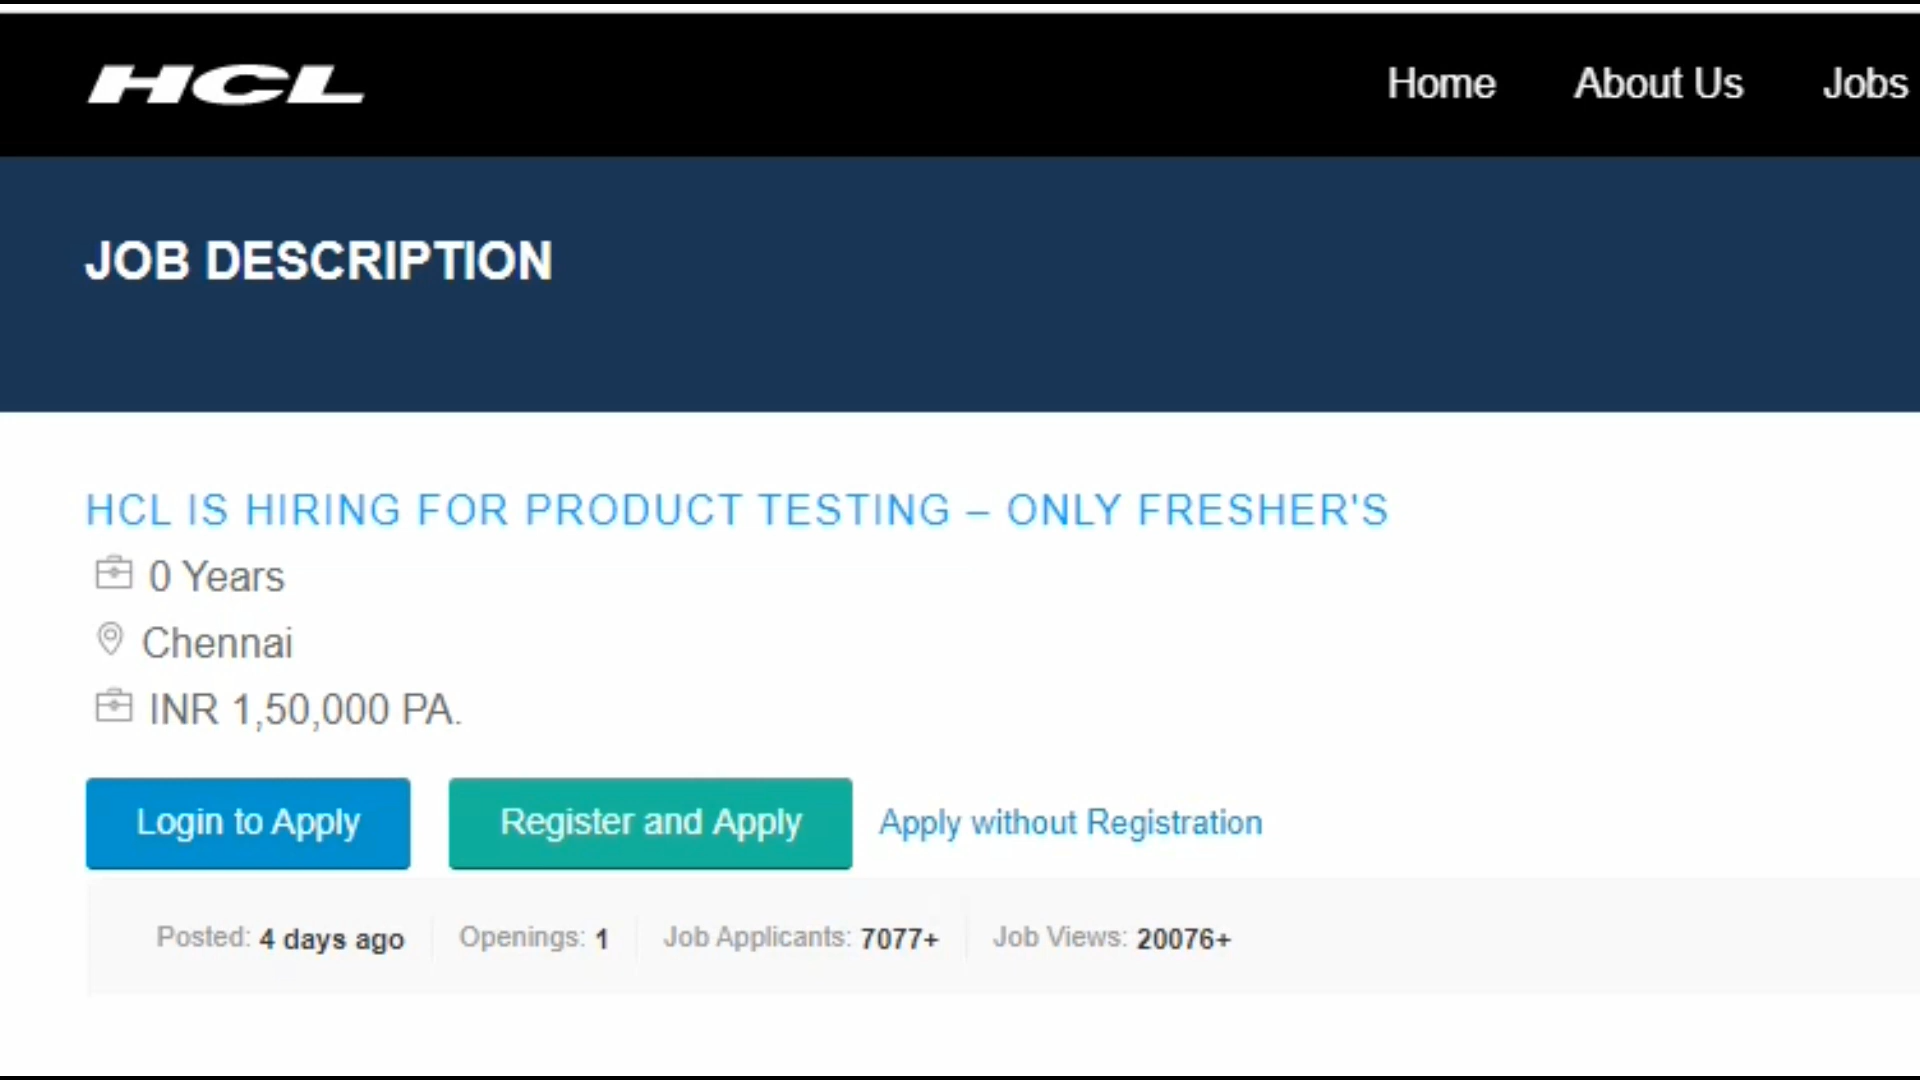 HCL Home About Us Jobs
JOB DESCRIPTION
HCL IS HIRING FOR PRODUCT TESTING – ONLY FRESHER'S
0 Years
Chennai
INR 1,50,000 PA.
Login to Apply Register and Apply Apply without Registration
Posted: 4 days ago Openings: 1 Job Applicants: 7077+ Job Views: 20076+